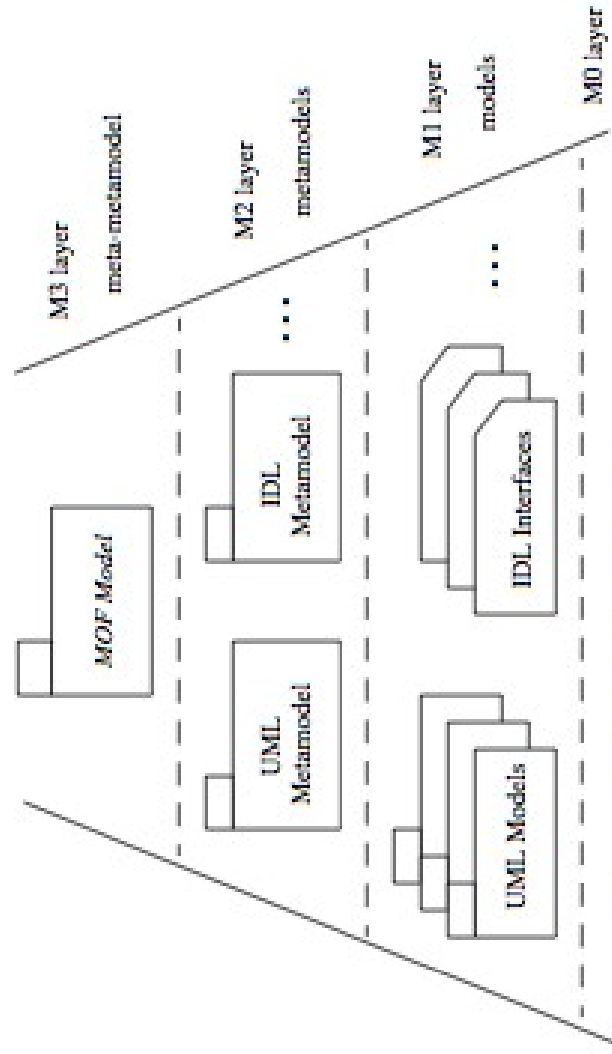 MOF Model
M3 layer
meta-metamodel
UML
Metamodel
IDL
Metamodel
...
M2 layer
metamodels
UML Models
IDL Interfaces
...
M1 layer
models
M0 layer